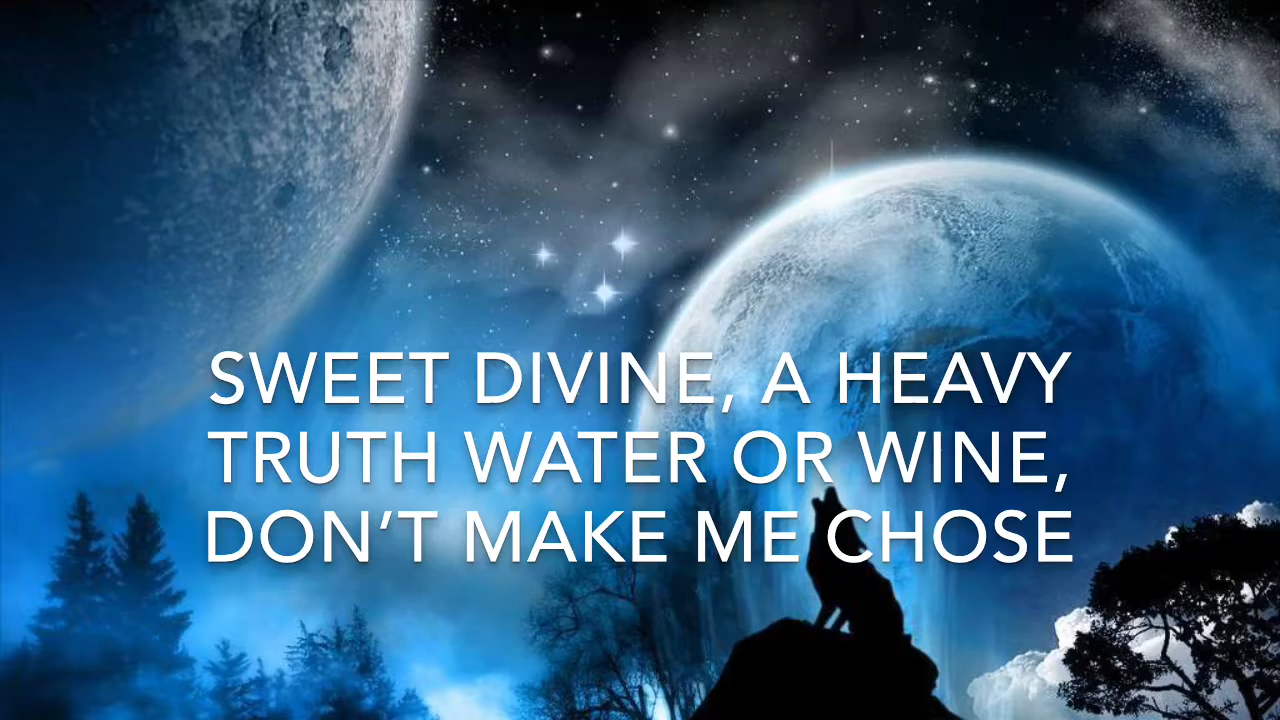 SWEET DIVINE, A HEAVY
TRUTH WATER OR WINE,
DON’T MAKE ME CHOSE